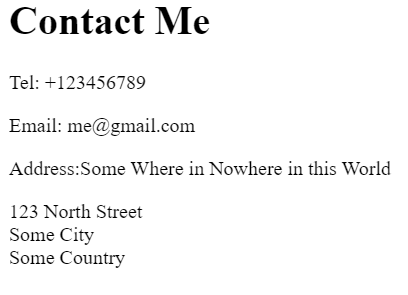 Contact Me
Tel: +123456789
Email: me@gmail.com
Address:Some Where in Nowhere in this World
123 North Street
Some City
Some Country